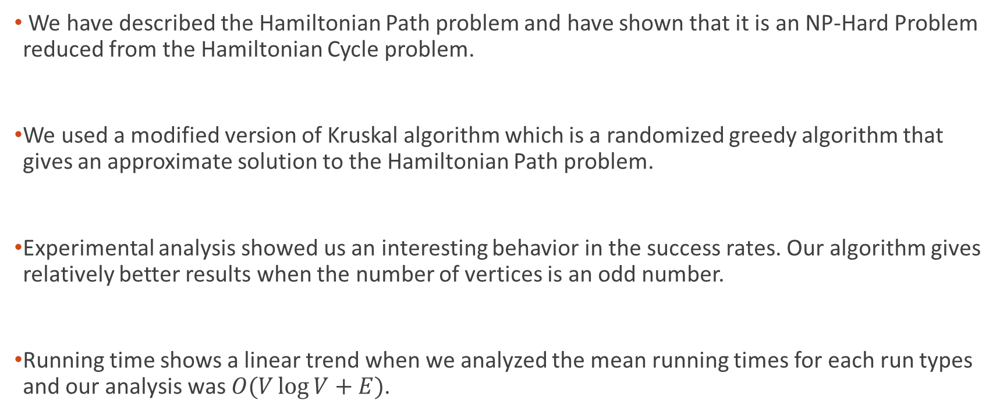 • We have described the Hamiltonian Path problem and have shown that it is an NP-Hard Problem
reduced from the Hamiltonian Cycle problem.
•We used a modified version of Kruskal algorithm which is a randomized greedy algorithm that
gives an approximate solution to the Hamiltonian Path problem.
•Experimental analysis showed us an interesting behavior in the success rates. Our algorithm gives
relatively better results when the number of vertices is an odd number.
•Running time shows a linear trend when we analyzed the mean running times for each run types
and our analysis was O(V log V + E).